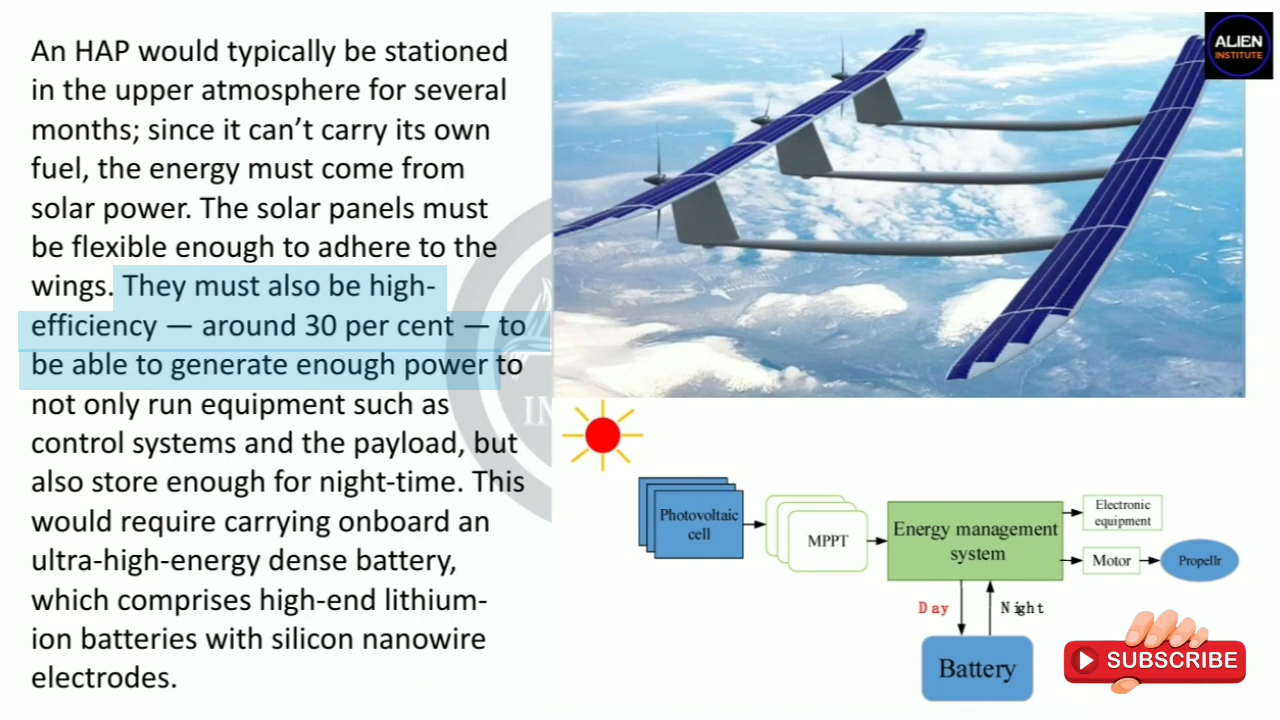 An HAP would typically be stationed
in the upper atmosphere for several
months; since it can’t carry its own
fuel, the energy must come from
solar power. The solar panels must
be flexible enough to adhere to the
wings. They must also be high-
efficiency — around 30 per cent — to
be able to generate enough power to
not only run equipment such as
control systems and the payload, but
also store enough for night-time. This
would require carrying onboard an
ultra-high-energy dense battery,
which comprises high-end lithium-
ion batteries with silicon nanowire
electrodes.
ALIEN
INSTITUTE
Photovoltaic
cell
MPPT
Energy management
system
Electronic
equipment
Motor
Propellr
Day
Night
Battery
SUBSCRIBE